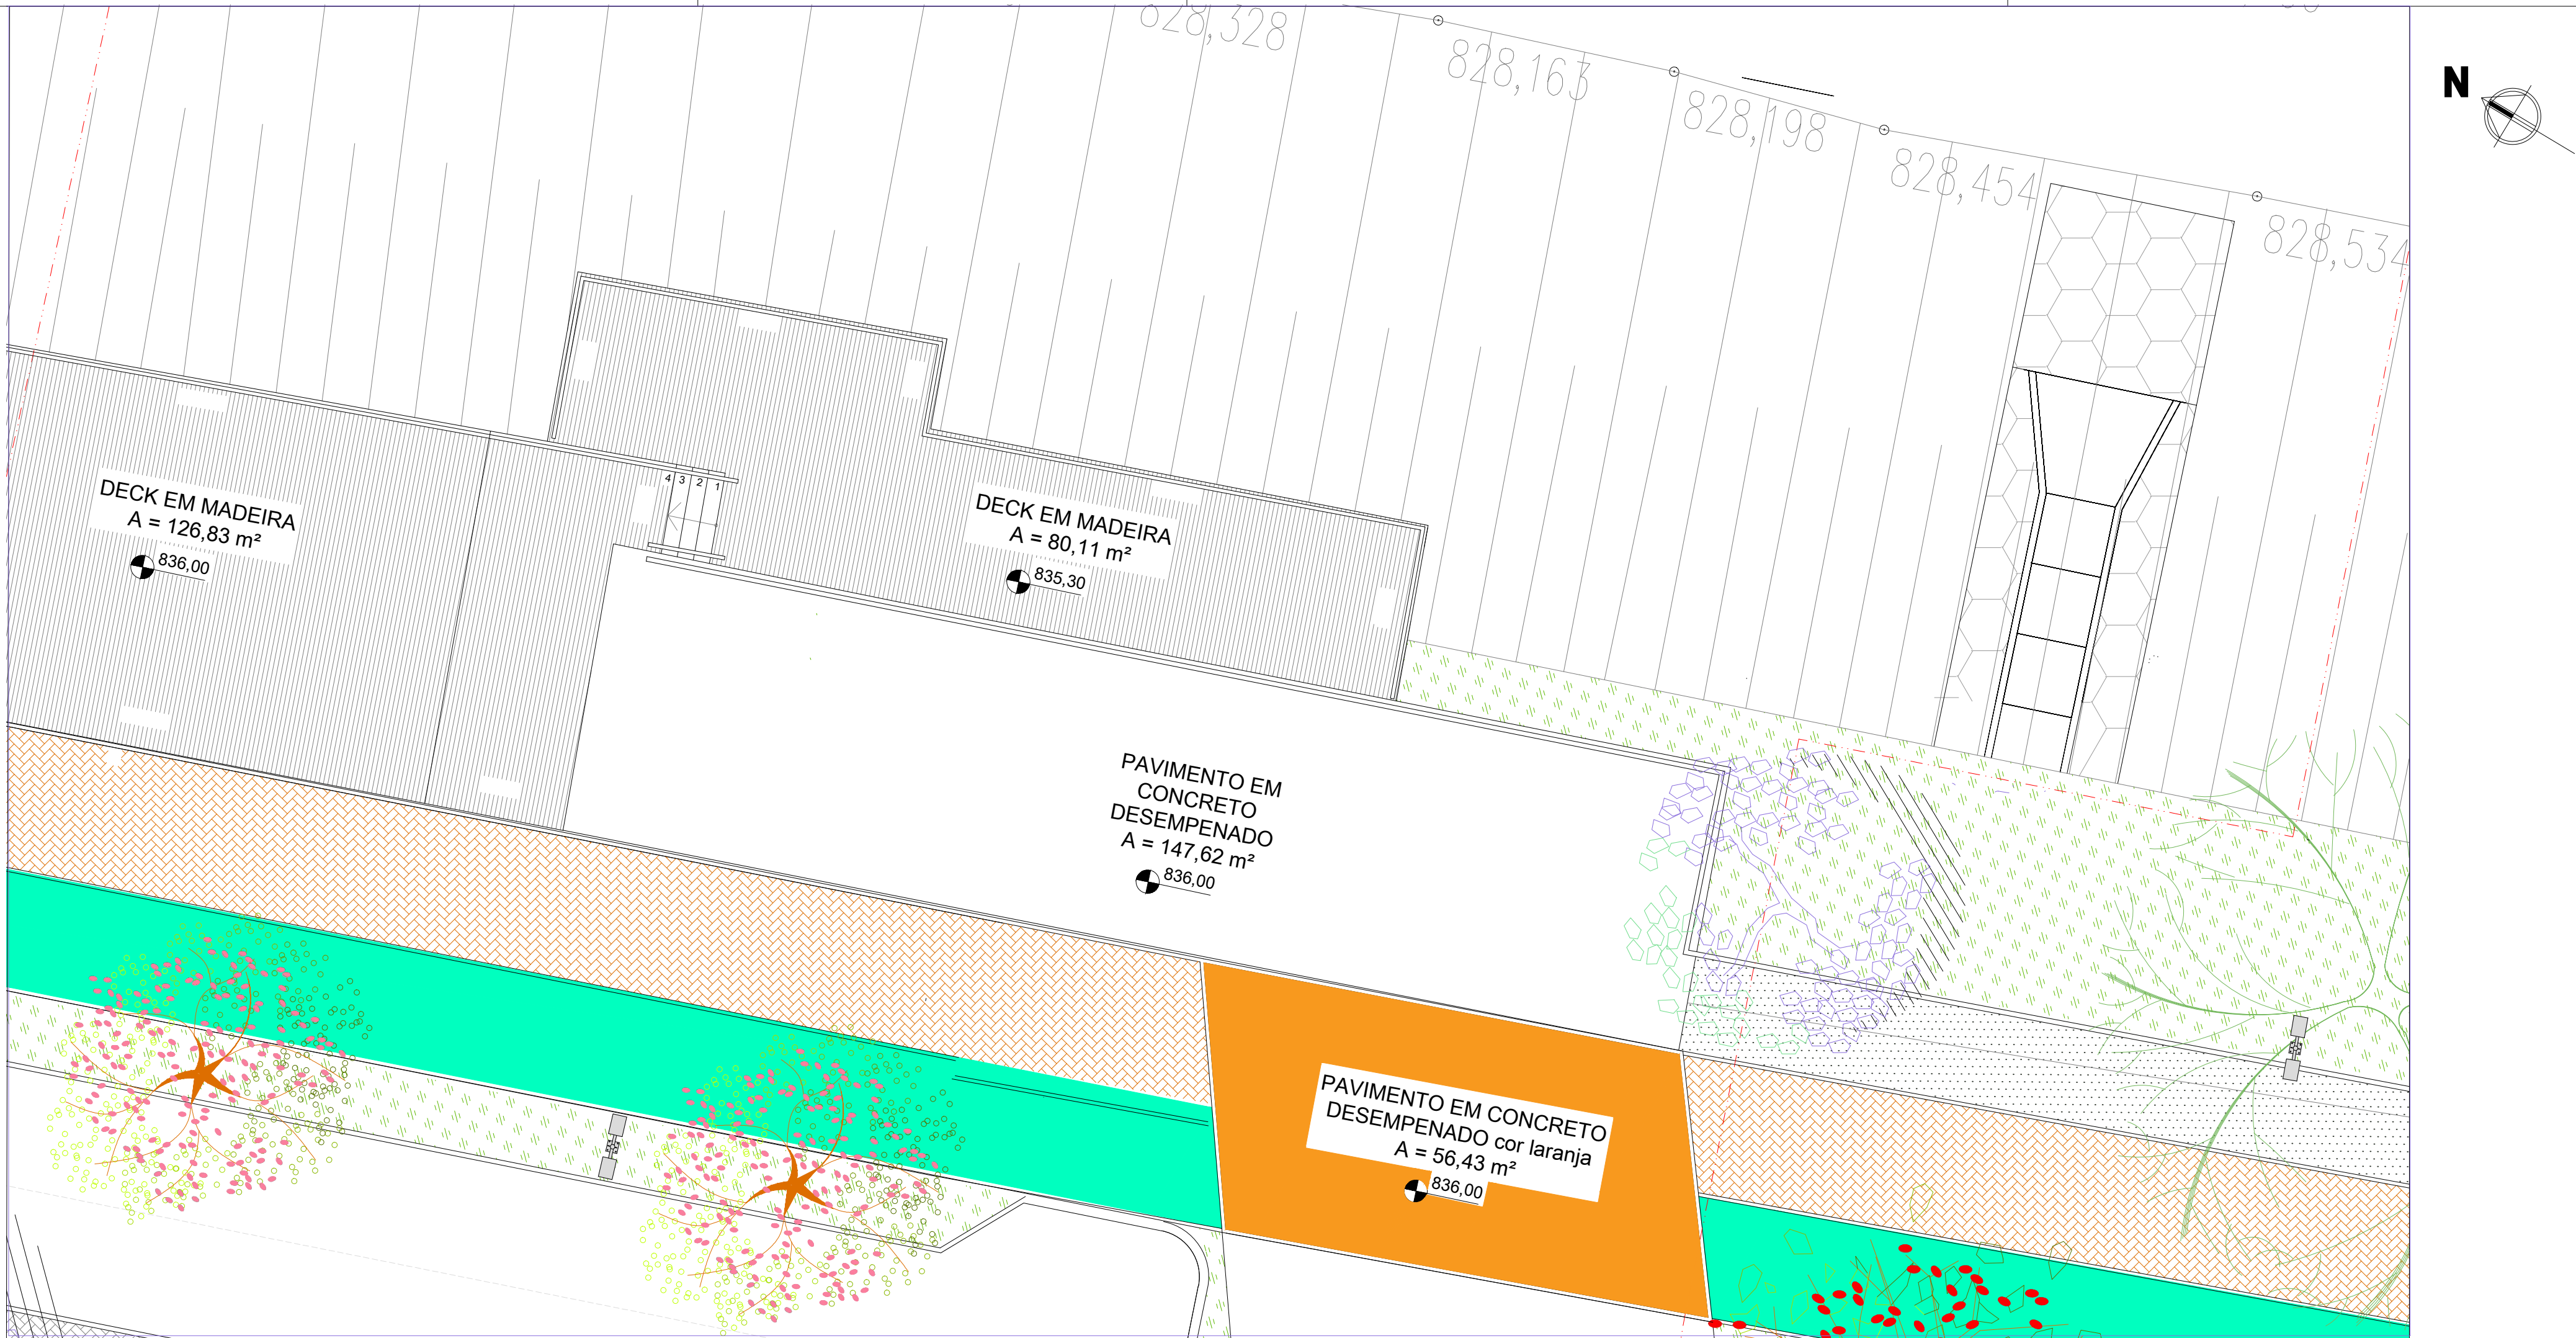 828,328
828,163
828,198
828,454
828,534
N
4 3 2 1
DECK EM MADEIRA
A = 126,83 m²
836,00
DECK EM MADEIRA
A = 80,11 m²
835,30
PAVIMENTO EM
CONCRETO
DESEMPENADO
A = 147,62 m²
836,00
PAVIMENTO EM CONCRETO
DESEMPENADO cor laranja
A = 56,43 m²
836,00